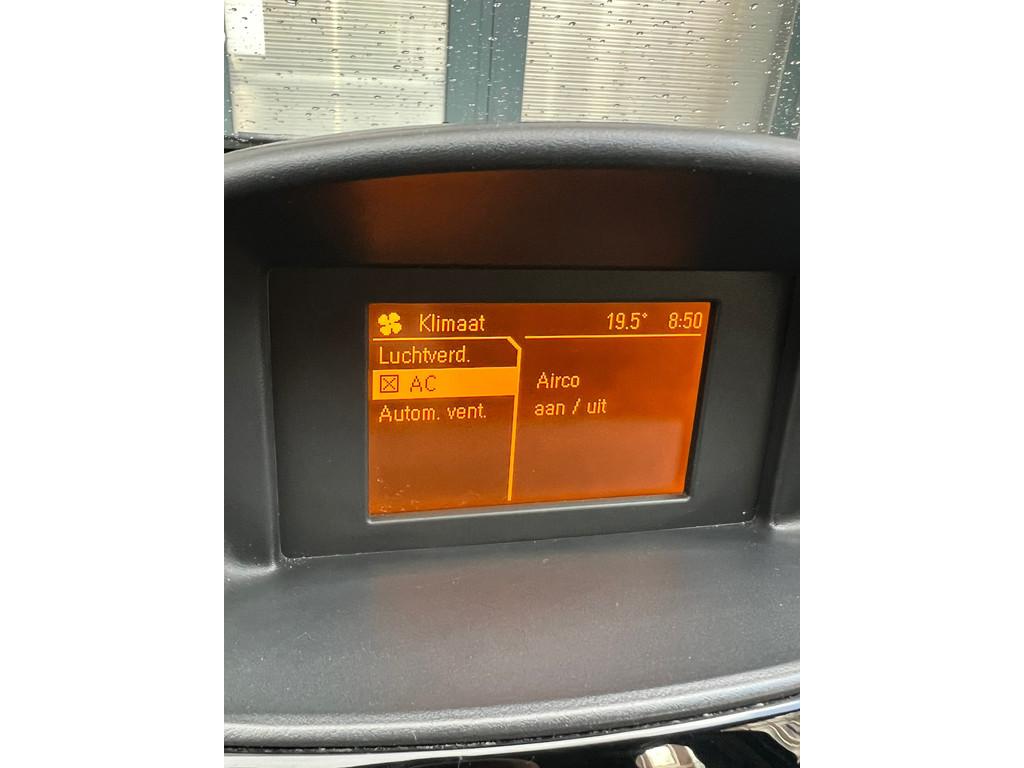 Klimaat 19.5° 8:50
Luchtverd.
AC
Autom. vent.
Airco
aan / uit